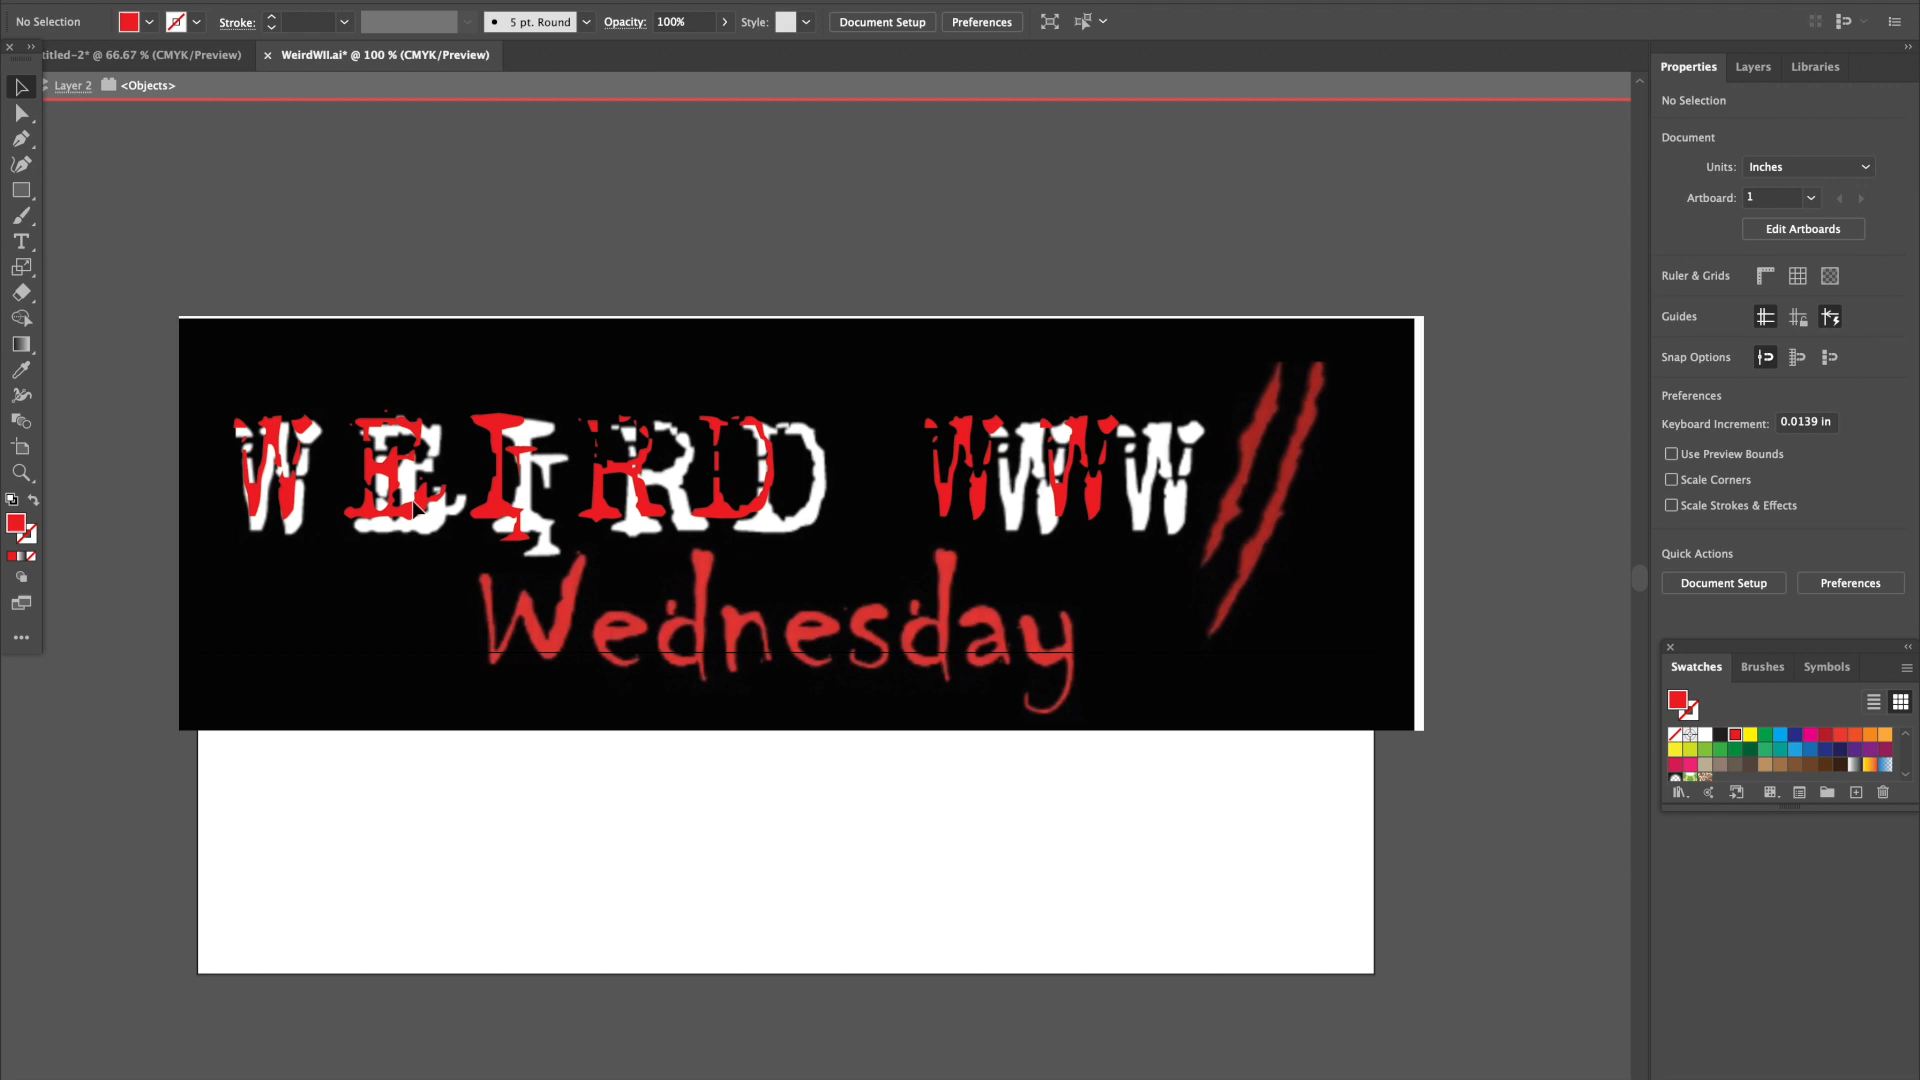 No Selection
Stroke:
5 pt. Round
Opacity:
100%
Style:
Document Setup
Preferences
titled-2* @ 66.67 % (CMYK/Preview)
× WeirdWII.ai* @ 100 % (CMYK/Preview)
Layer 2
<Objects>
Properties
Layers
Libraries
No Selection
Document
Units: Inches
Artboard: 1
Edit Artboards
Ruler & Grids
Guides
Snap Options
Preferences
Keyboard Increment: 0.0139 in
Use Preview Bounds
Scale Corners
Scale Strokes & Effects
Quick Actions
Document Setup
Preferences
Swatches
Brushes
Symbols
WEIRD WW
WEIRD WW
Wednesday